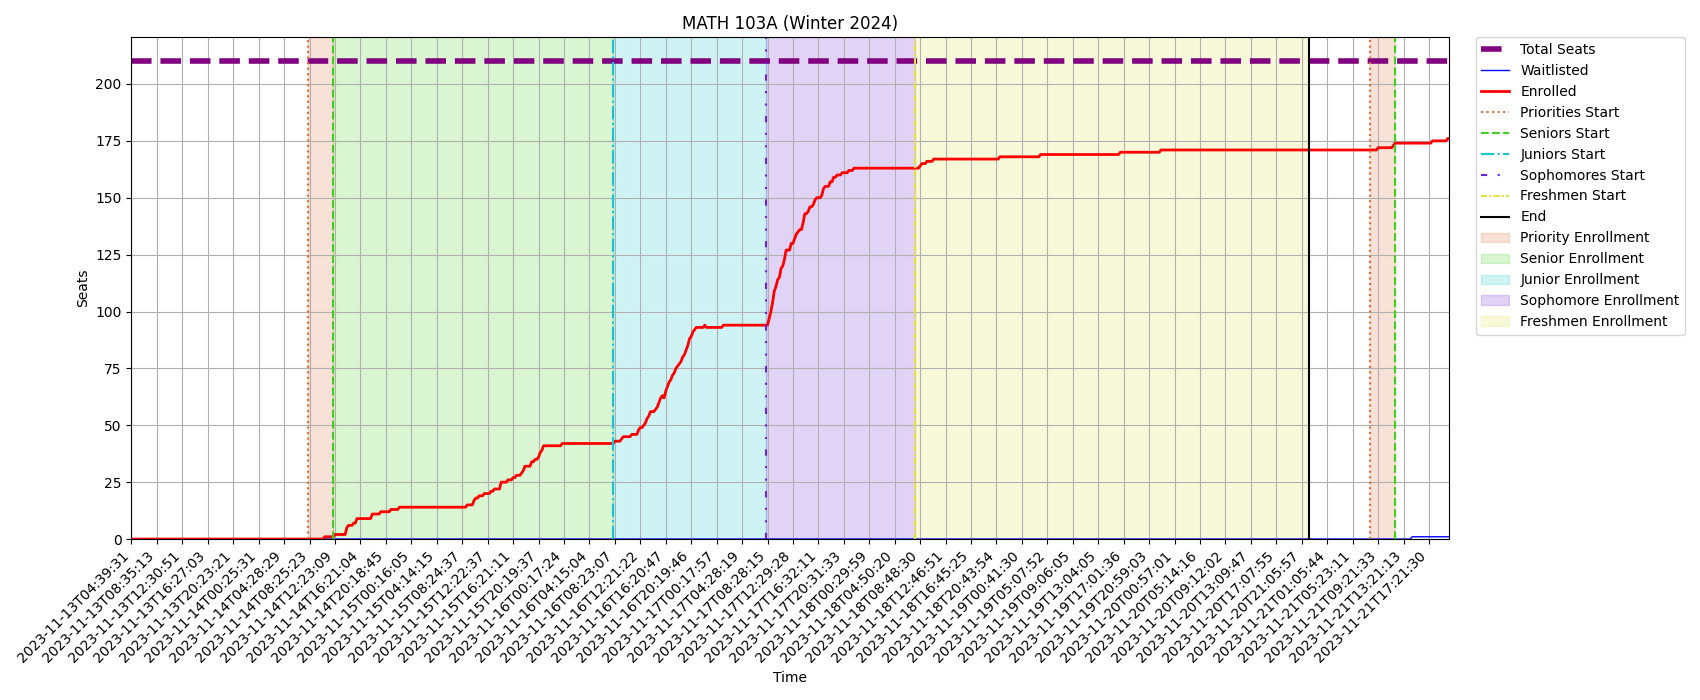 MATH 103A (Winter 2024)
Seats
200
175
150
125
100
75
50
25
0
2023-11-13T04:39:31
2023-11-13T08:35:13
2023-11-13T12:30:51
2023-11-13T16:27:03
2023-11-13T20:23:21
2023-11-14T00:25:31
2023-11-14T04:28:29
2023-11-14T08:25:23
2023-11-14T12:23:09
2023-11-14T16:21:04
2023-11-14T20:18:45
2023-11-15T00:16:05
2023-11-15T04:14:15
2023-11-15T08:24:37
2023-11-15T12:22:37
2023-11-15T16:21:11
2023-11-15T20:19:37
2023-11-16T00:17:24
2023-11-16T04:15:04
2023-11-16T08:23:07
2023-11-16T12:21:22
2023-11-16T16:20:47
2023-11-16T20:19:46
2023-11-17T00:17:57
2023-11-17T04:28:19
2023-11-17T08:28:15
2023-11-17T12:29:28
2023-11-17T16:32:11
2023-11-17T20:31:33
2023-11-18T00:29:59
2023-11-18T04:50:20
2023-11-18T08:48:30
2023-11-18T12:46:51
2023-11-18T16:45:25
2023-11-18T20:43:54
2023-11-19T00:41:30
2023-11-19T05:07:52
2023-11-19T09:06:05
2023-11-19T13:04:05
2023-11-19T17:01:36
2023-11-19T20:59:03
2023-11-20T00:57:01
2023-11-20T05:14:16
2023-11-20T09:12:02
2023-11-20T13:09:47
2023-11-20T17:07:55
2023-11-20T21:05:57
2023-11-21T01:05:44
2023-11-21T05:23:11
2023-11-21T09:21:33
2023-11-21T13:21:13
2023-11-21T17:21:30
Time
Total Seats
Waitlisted
Enrolled
Priorities Start
Seniors Start
Juniors Start
Sophomores Start
Freshmen Start
End
Priority Enrollment
Senior Enrollment
Junior Enrollment
Sophomore Enrollment
Freshmen Enrollment